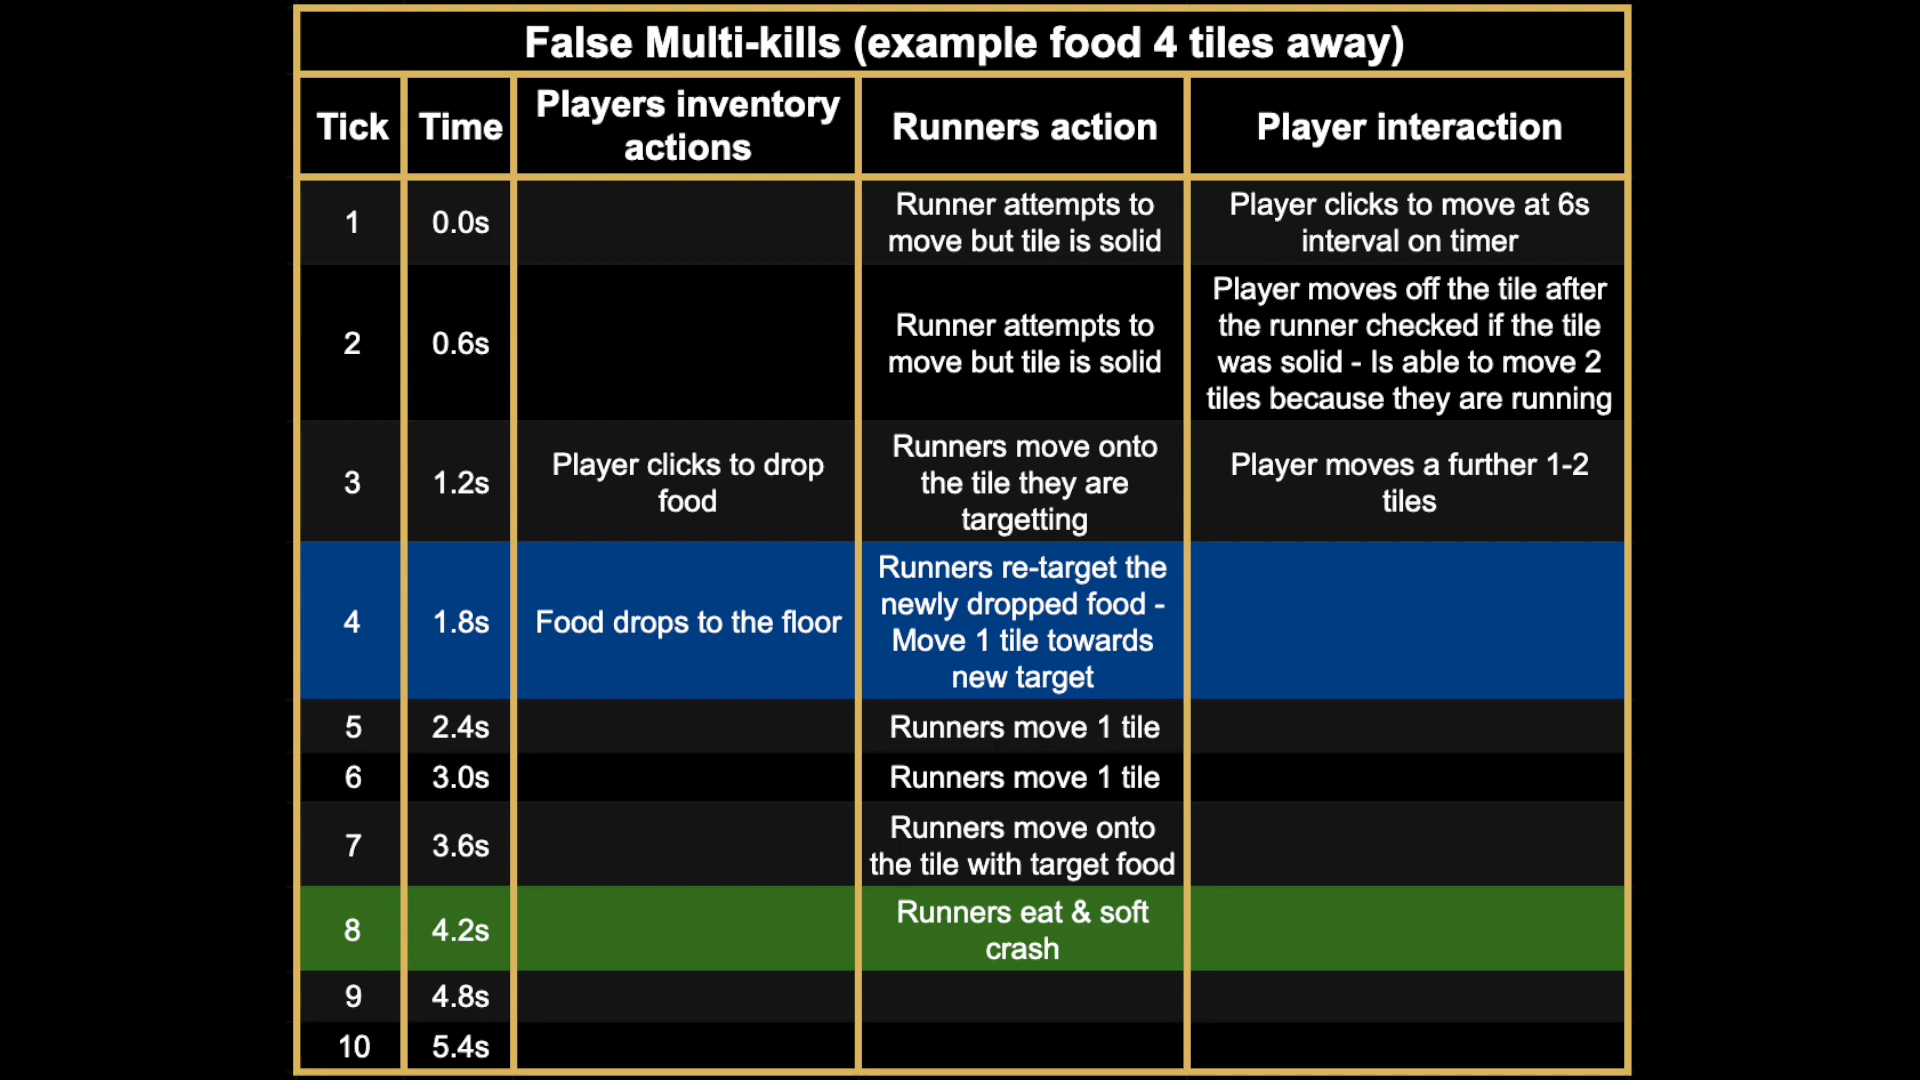 False Multi-kills (example food 4 tiles away)
Tick
Time
Players inventory
actions
Runners action
Player interaction
1
0.0s
Runner attempts to
move but tile is solid
Player clicks to move at 6s
interval on timer
2
0.6s
Runner attempts to
move but tile is solid
Player moves off the tile after
the runner checked if the tile
was solid - Is able to move 2
tiles because they are running
3
1.2s
Player clicks to drop
food
Runners move onto
the tile they are
targetting
Player moves a further 1-2
tiles
4
1.8s
Food drops to the floor
Runners re-target the
newly dropped food -
Move 1 tile towards
new target
5
2.4s
Runners move 1 tile
6
3.0s
Runners move 1 tile
7
3.6s
Runners move onto
the tile with target food
8
4.2s
Runners eat & soft
crash
9
4.8s
10
5.4s